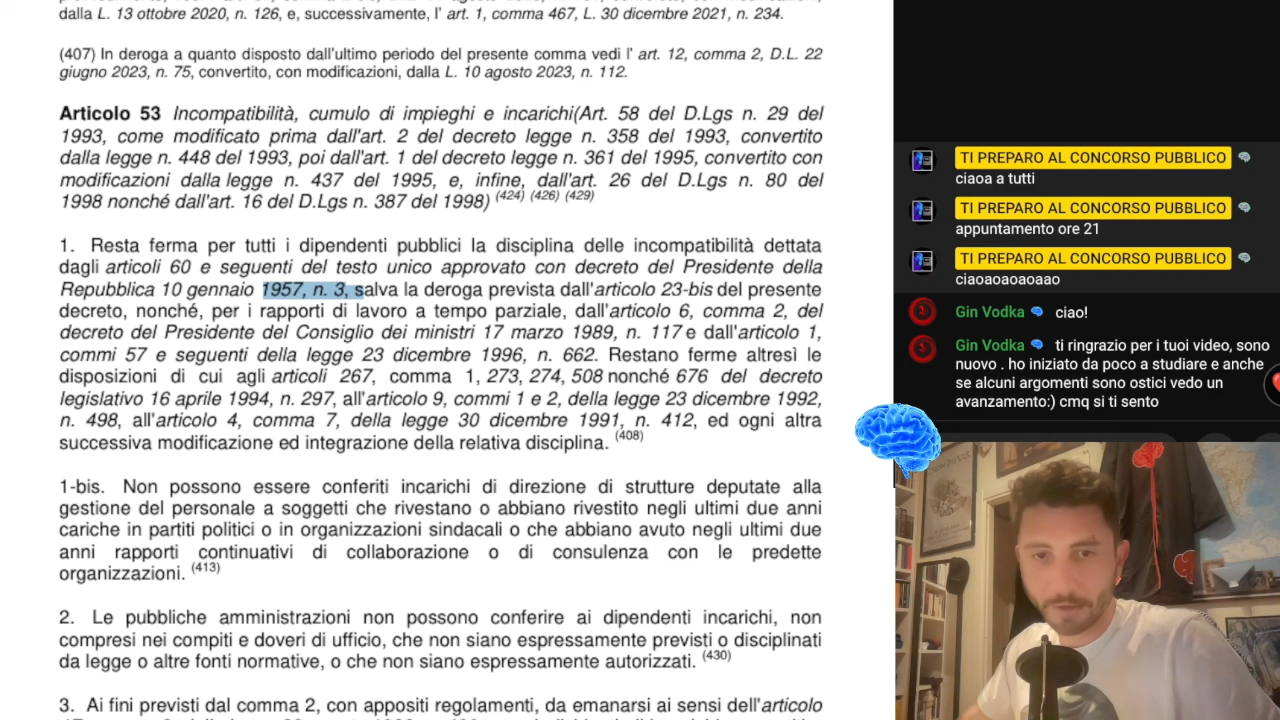 dalla L. 13 ottobre 2020, n. 126, e, successivamente, l' art. 1, comma 467, L. 30 dicembre 2021, n. 234.
(407) In deroga a quanto disposto dall'ultimo periodo del presente comma vedi l' art. 12, comma 2, D.L. 22
giugno 2023, n. 75, convertito, con modificazioni, dalla L. 10 agosto 2023, n. 112.
Articolo 53 Incompatibilità, cumulo di impieghi e incarichi(Art. 58 del D.Lgs n. 29 del
1993, come modificato prima dall'art. 2 del decreto legge n. 358 del 1993, convertito
dalla legge n. 448 del 1993, poi dall'art. 1 del decreto legge n. 361 del 1995, convertito con
modificazioni dalla legge n. 437 del 1995, e, infine, dall'art. 26 del D.Lgs n. 80 del
1998 nonché dall'art. 16 del D.Lgs n. 387 del 1998) (424) (426) (429)
1. Resta ferma per tutti i dipendenti pubblici la disciplina delle incompatibilità dettata
dagli articoli 60 e seguenti del testo unico approvato con decreto del Presidente della
Repubblica 10 gennaio 1957, n. 3, salva la deroga prevista dall'articolo 23-bis del presente
decreto, nonché, per i rapporti di lavoro a tempo parziale, dall'articolo 6, comma 2, del
decreto del Presidente del Consiglio dei ministri 17 marzo 1989, n. 117 e dall'articolo 1,
commi 57 e seguenti della legge 23 dicembre 1996, n. 662. Restano ferme altresì le
disposizioni di cui agli articoli 267, comma 1, 273, 274, 508 nonché 676 del decreto
legislativo 16 aprile 1994, n. 297, all'articolo 9, commi 1 e 2, della legge 23 dicembre 1992,
n. 498, all'articolo 4, comma 7, della legge 30 dicembre 1991, n. 412, ed ogni altra
successiva modificazione ed integrazione della relativa disciplina. (408)
1-bis. Non possono essere conferiti incarichi di direzione di strutture deputate alla
gestione del personale a soggetti che rivestano o abbiano rivestito negli ultimi due anni
cariche in partiti politici o in organizzazioni sindacali o che abbiano avuto negli ultimi due
anni rapporti continuativi di collaborazione o di consulenza con le predette
organizzazioni. (413)
2. Le pubbliche amministrazioni non possono conferire ai dipendenti incarichi, non
compresi nei compiti e doveri di ufficio, che non siano espressamente previsti o disciplinati
da legge o altre fonti normative, o che non siano espressamente autorizzati. (430)
3. Ai fini previsti dal comma 2, con appositi regolamenti, da emanarsi ai sensi dell'articolo
TI PREPARO AL CONCORSO PUBBLICO
ciaoa a tutti
TI PREPARO AL CONCORSO PUBBLICO
appuntamento ore 21
TI PREPARO AL CONCORSO PUBBLICO
ciaoaoaoaoaao
Gin Vodka ciao!
Gin Vodka ti ringrazio per i tuoi video, sono
nuovo . ho iniziato da poco a studiare e anche
se alcuni argomenti sono ostici vedo un
avanzamento:) cmq si ti sento